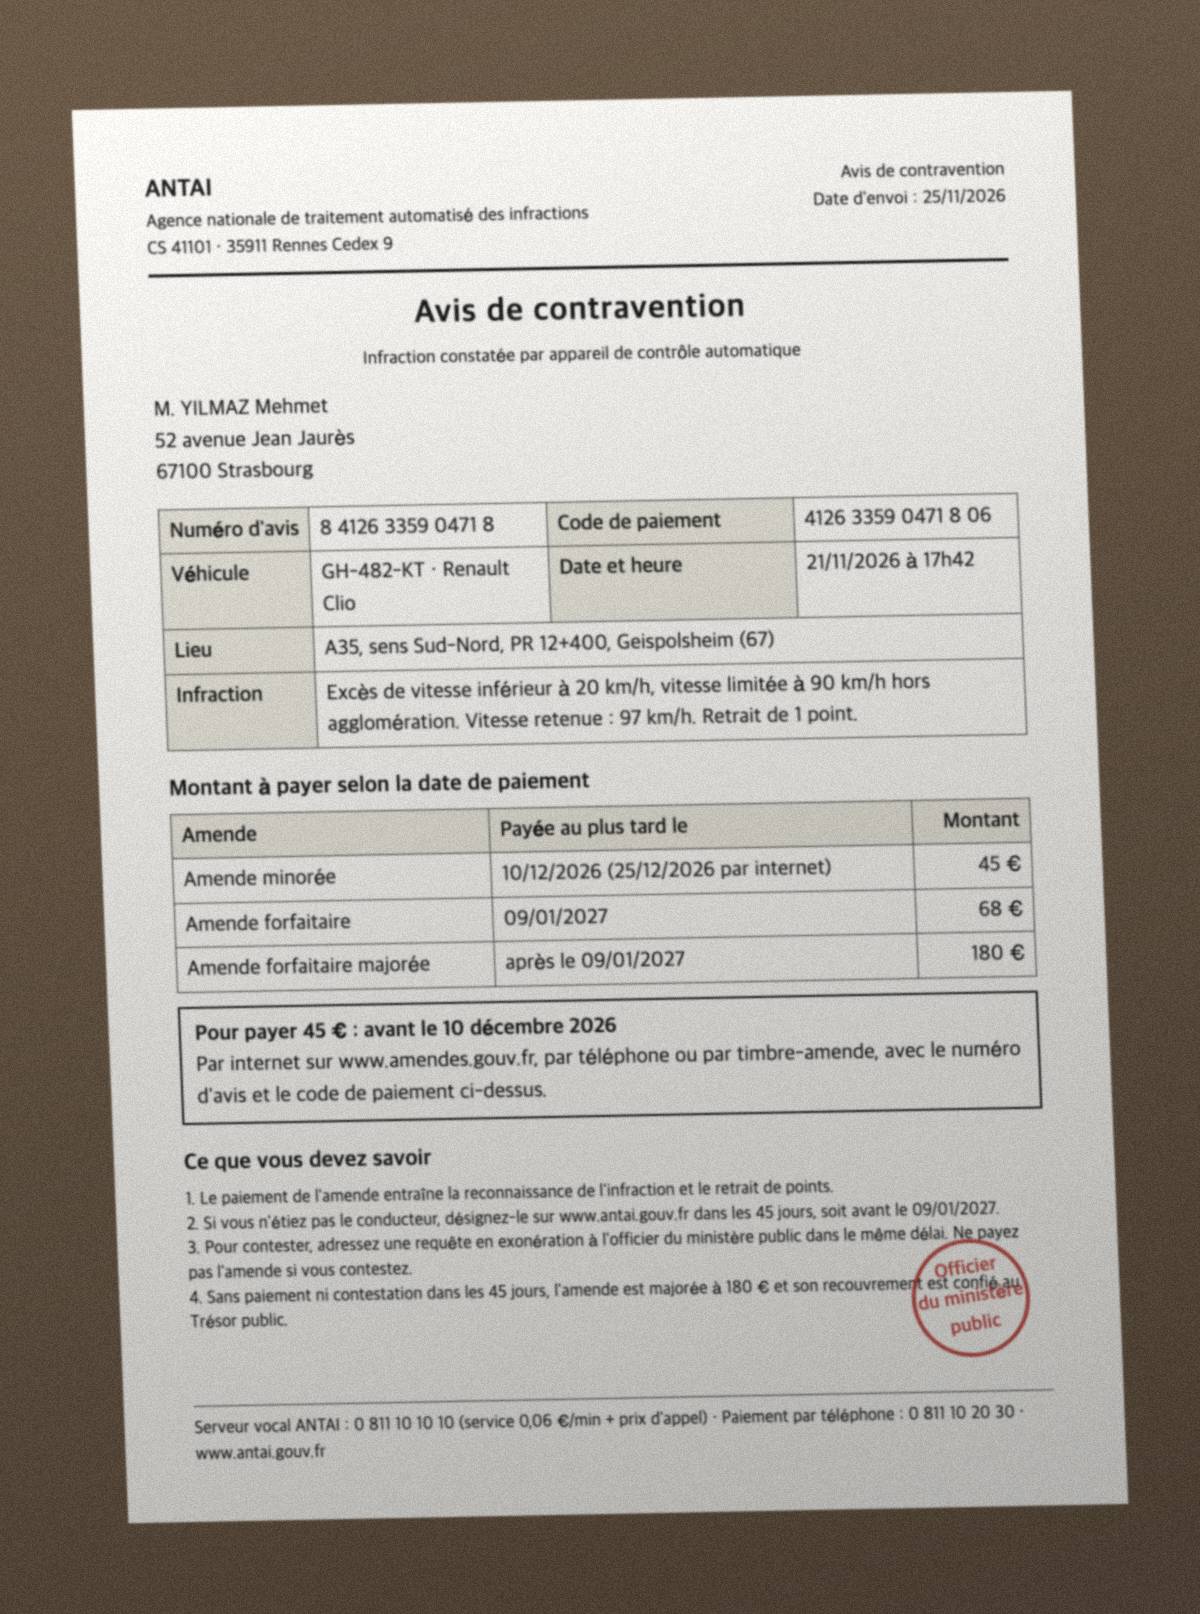 ANTAI
Agence nationale de traitement automatisé des infractions
CS 41101 · 35911 Rennes Cedex 9
Avis de contravention
Date d'envoi : 25/11/2026
Avis de contravention
Infraction constatée par appareil de contrôle automatique
M. YILMAZ Mehmet
52 avenue Jean Jaurès
67100 Strasbourg
Numéro d'avis 8 4126 3359 0471 8 Code de paiement 4126 3359 0471 8 06
Véhicule GH-482-KT · Renault Date et heure 21/11/2026 à 17h42
Clio
Lieu A35, sens Sud-Nord, PR 12+400, Geispolsheim (67)
Infraction Excès de vitesse inférieur à 20 km/h, vitesse limitée à 90 km/h hors
agglomération. Vitesse retenue : 97 km/h. Retrait de 1 point.
Montant à payer selon la date de paiement
Amende Payée au plus tard le Montant
Amende minorée 10/12/2026 (25/12/2026 par internet) 45 €
Amende forfaitaire 09/01/2027 68 €
Amende forfaitaire majorée après le 09/01/2027 180 €
Pour payer 45 € : avant le 10 décembre 2026
Par internet sur www.amendes.gouv.fr, par téléphone ou par timbre-amende, avec le numéro
d'avis et le code de paiement ci-dessus.
Ce que vous devez savoir
1. Le paiement de l'amende entraîne la reconnaissance de l'infraction et le retrait de points.
2. Si vous n'étiez pas le conducteur, désignez-le sur www.antai.gouv.fr dans les 45 jours, soit avant le 09/01/2027.
3. Pour contester, adressez une requête en exonération à l'officier du ministère public dans le même délai. Ne payez
pas l'amende si vous contestez.
4. Sans paiement ni contestation dans les 45 jours, l'amende est majorée à 180 € et son recouvrement est confié au
Trésor public.
Officier
du ministère
public
Serveur vocal ANTAI : 0 811 10 10 10 (service 0,06 €/min + prix d'appel) · Paiement par téléphone : 0 811 10 20 30 ·
www.antai.gouv.fr